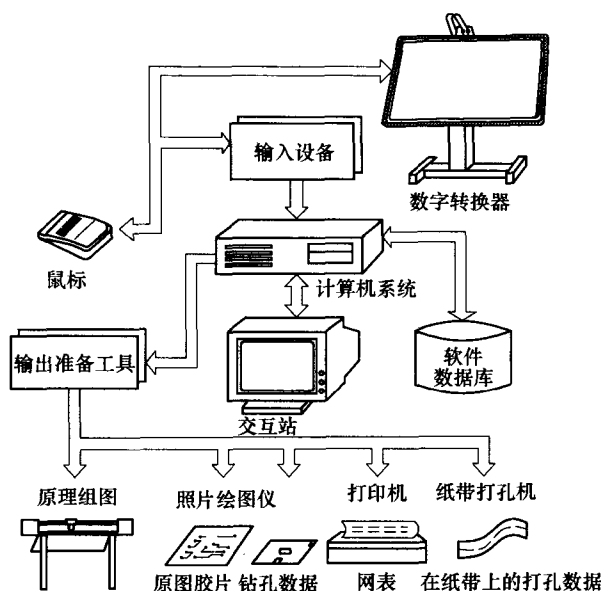 输入设备
数字转换器
鼠标
计算机系统
输出准备工具
软件
数据库
交互站
原理组图
照片绘图仪
打印机
纸带打孔机
原图胶片
钻孔数据
网表
在纸带上的打孔数据